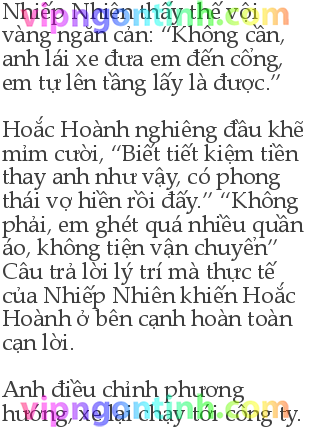 Nhiếp Nhiên thấy thế vội
vàng ngăn cản: “Không cần,
anh lái xe đưa em đến cổng,
em tự lên tầng lấy là được.”
Hoắc Hoành nghiêng đầu khẽ
mỉm cười, “Biết tiết kiệm tiền
thay anh như vậy, có phong
thái vợ hiền rồi đấy.” “Không
phải, em ghét quá nhiều quần
áo, không tiện vận chuyển”
Câu trả lời lý trí mà thực tế
của Nhiếp Nhiên khiến Hoắc
Hoành ở bên cạnh hoàn toàn
cạn lời.
Anh điều chỉnh phương
hướng, xe lại chạy tới công ty.
vipngontinh.com
vipngontinh.com